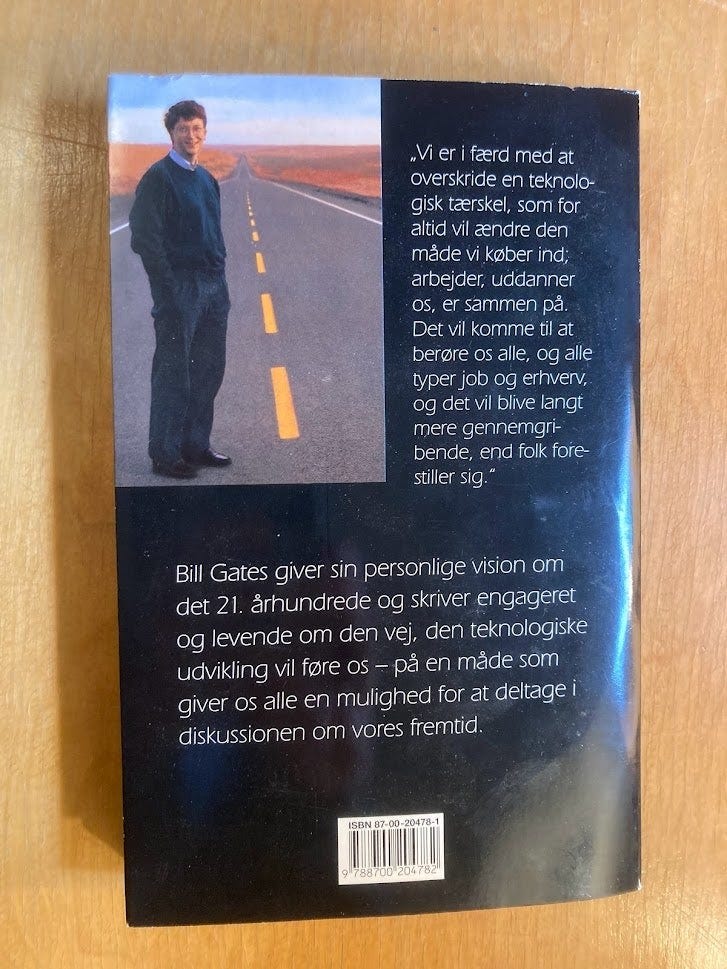 „Vi er i færd med at
overskride en teknolo-
gisk tærskel, som for
altid vil ændre den
måde vi køber ind;
arbejder, uddanner
os, er sammen på.
Det vil komme til at
berøre os alle, og alle
typer job og erhverv,
og det vil blive langt
mere gennemgri-
bende, end folk fore-
stiller sig.“
Bill Gates giver sin personlige vision om
det 21. århundrede og skriver engageret
og levende om den vej, den teknologiske
udvikling vil føre os – på en måde som
giver os alle en mulighed for at deltage i
diskussionen om vores fremtid.
ISBN 87-00-20478-1
9 788700 204782